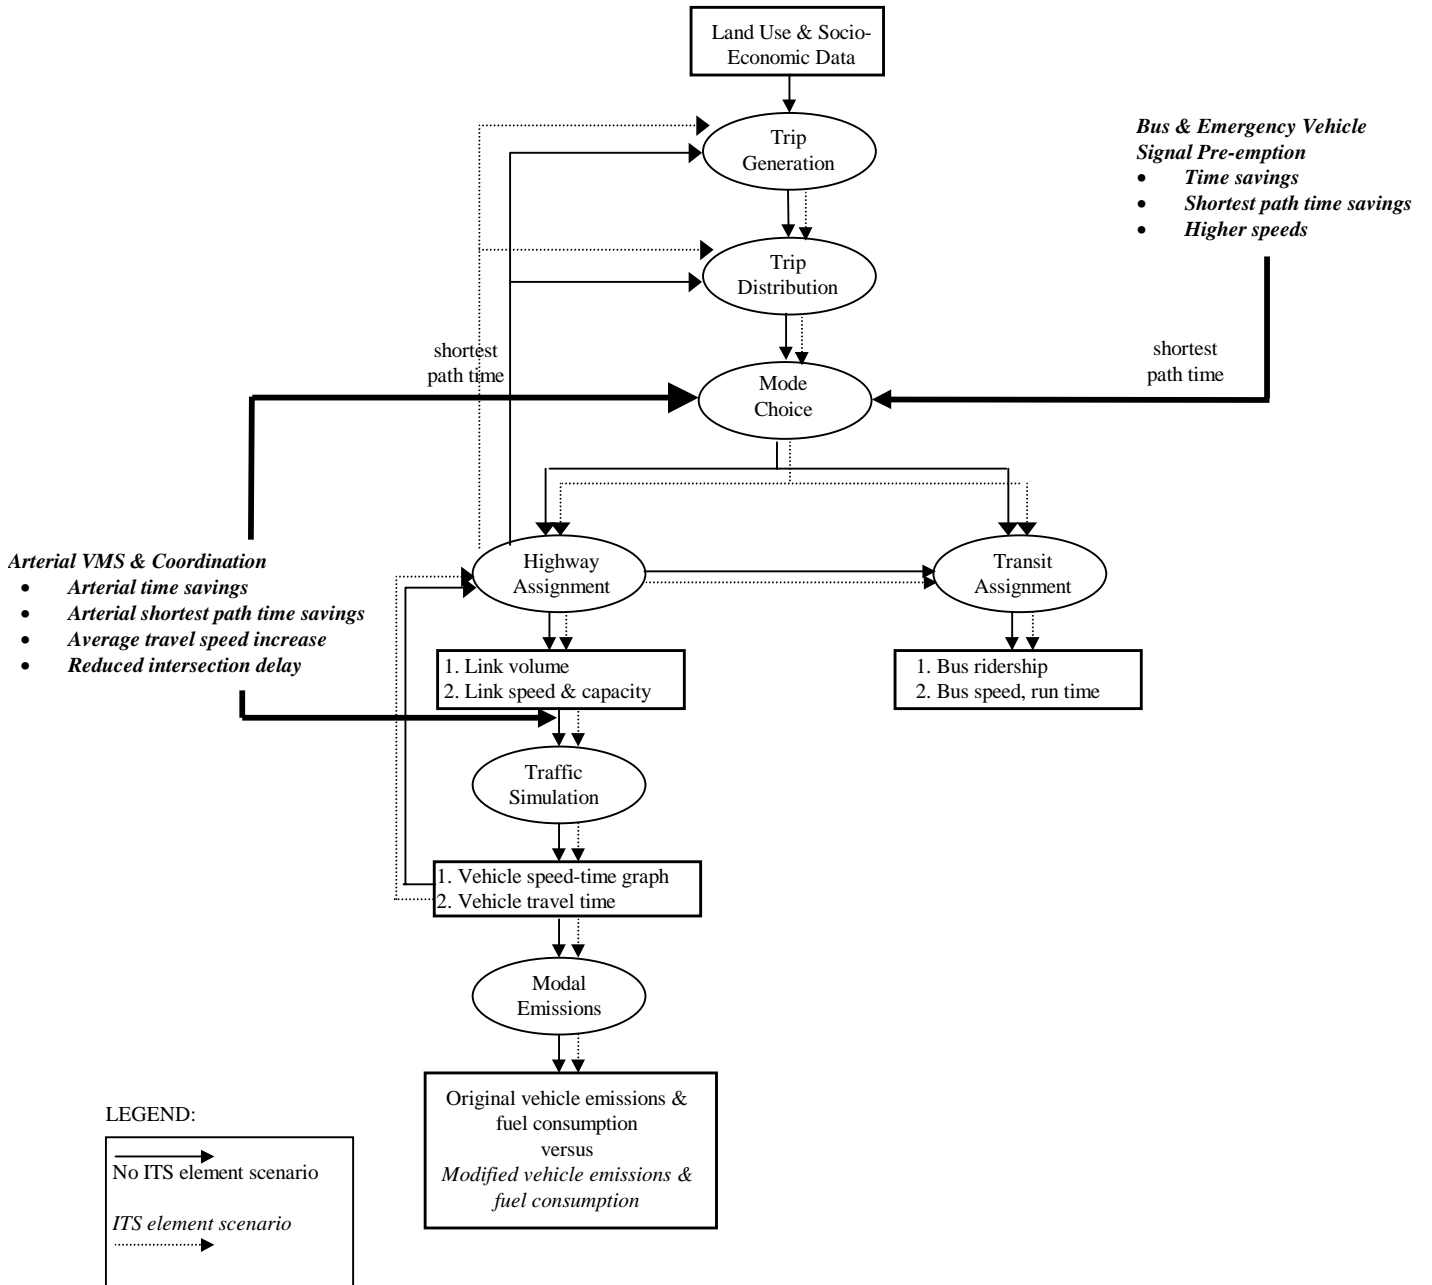 Land Use & Socio-
Economic Data
Trip
Generation
Bus & Emergency Vehicle
Signal Pre-emption
• Time savings
• Shortest path time savings
• Higher speeds
Trip
Distribution
shortest
path time
shortest
path time
Mode
Choice
Arterial VMS & Coordination
• Arterial time savings
• Arterial shortest path time savings
• Average travel speed increase
• Reduced intersection delay
Highway
Assignment
Transit
Assignment
1. Link volume
2. Link speed & capacity
1. Bus ridership
2. Bus speed, run time
Traffic
Simulation
1. Vehicle speed-time graph
2. Vehicle travel time
Modal
Emissions
Original vehicle emissions &
fuel consumption
versus
Modified vehicle emissions &
fuel consumption
LEGEND:
No ITS element scenario
ITS element scenario